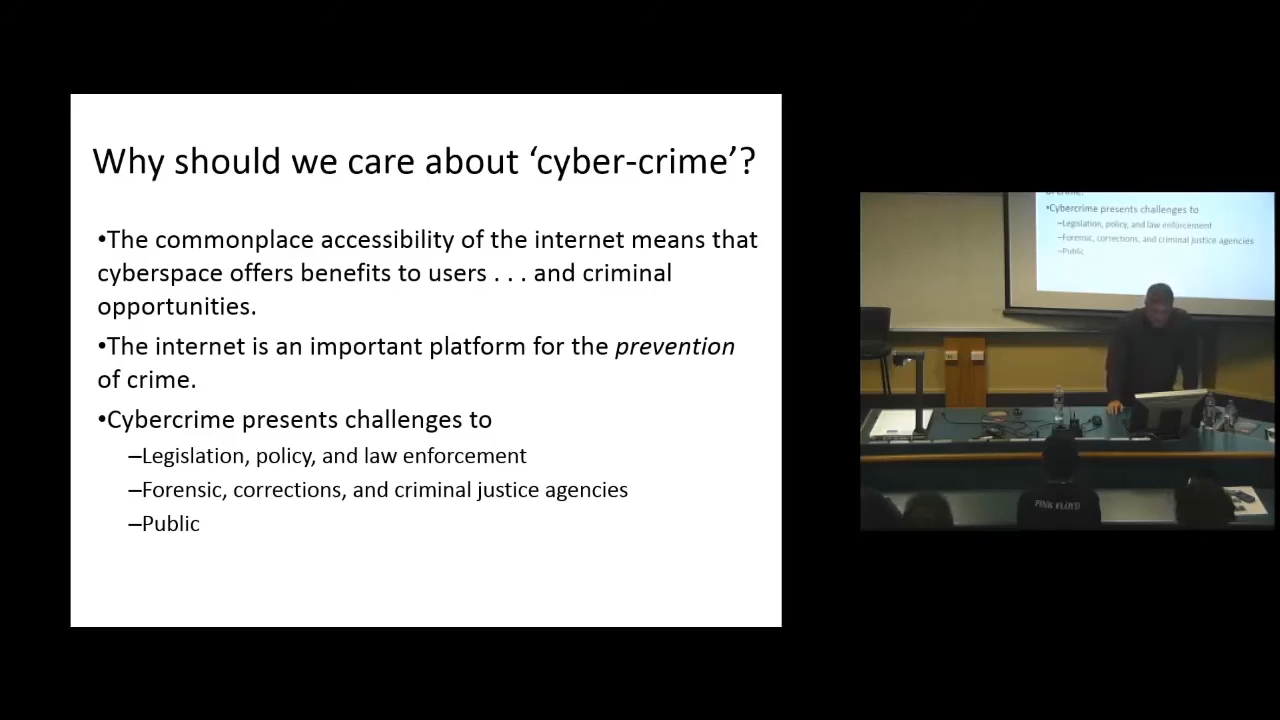 Why should we care about ‘cyber-crime’?
•The commonplace accessibility of the internet means that
cyberspace offers benefits to users . . . and criminal
opportunities.
•The internet is an important platform for the prevention
of crime.
•Cybercrime presents challenges to
–Legislation, policy, and law enforcement
–Forensic, corrections, and criminal justice agencies
–Public
of crime.
•Cybercrime presents challenges to
–Legislation, policy, and law enforcement
–Forensic, corrections, and criminal justice agencies
–Public
PINK FLOYD